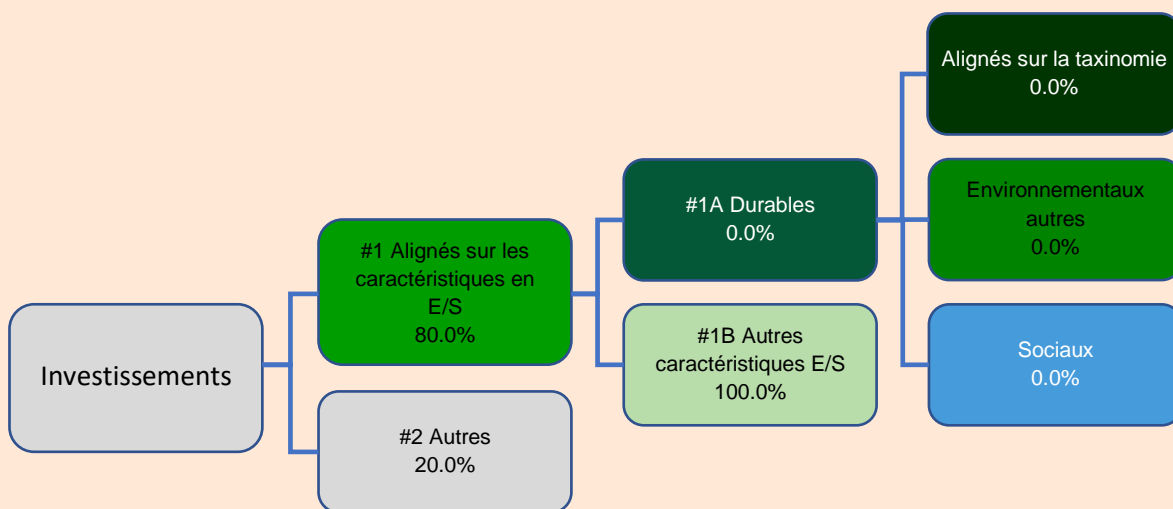 Investissements
#1 Alignés sur les
caractéristiques en
E/S
80.0%
#2 Autres
20.0%
#1A Durables
0.0%
#1B Autres
caractéristiques E/S
100.0%
Alignés sur la taxinomie
0.0%
Environnementaux
autres
0.0%
Sociaux
0.0%